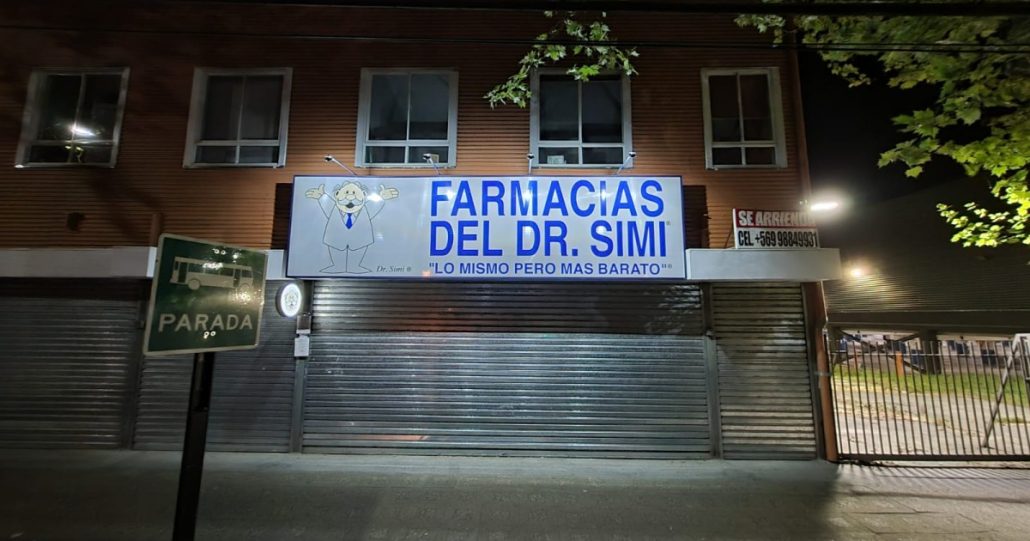 FARMACIAS
DEL DR. SIMI®
"LO MISMO PERO MAS BARATO"®
Dr. Simi ®
SE ARRIENDA
CEL +569 98849931
PARADA